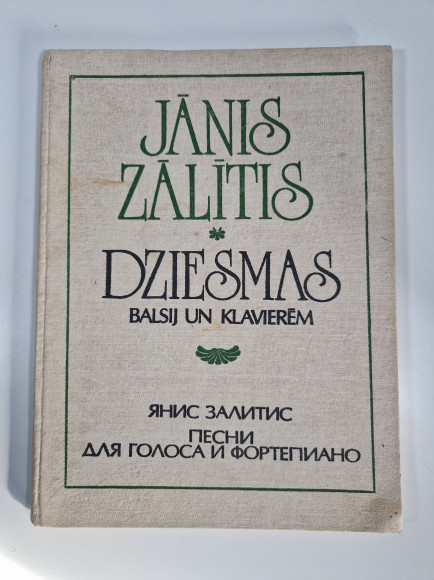 JĀNIS
ZĀLĪTIS
DZIESMAS
BALSIJ UN KLAVIERĒM
ЯНИС ЗАЛИТИС
ПЕСНИ
ДЛЯ ГОЛОСА И ФОРТЕПИАНО